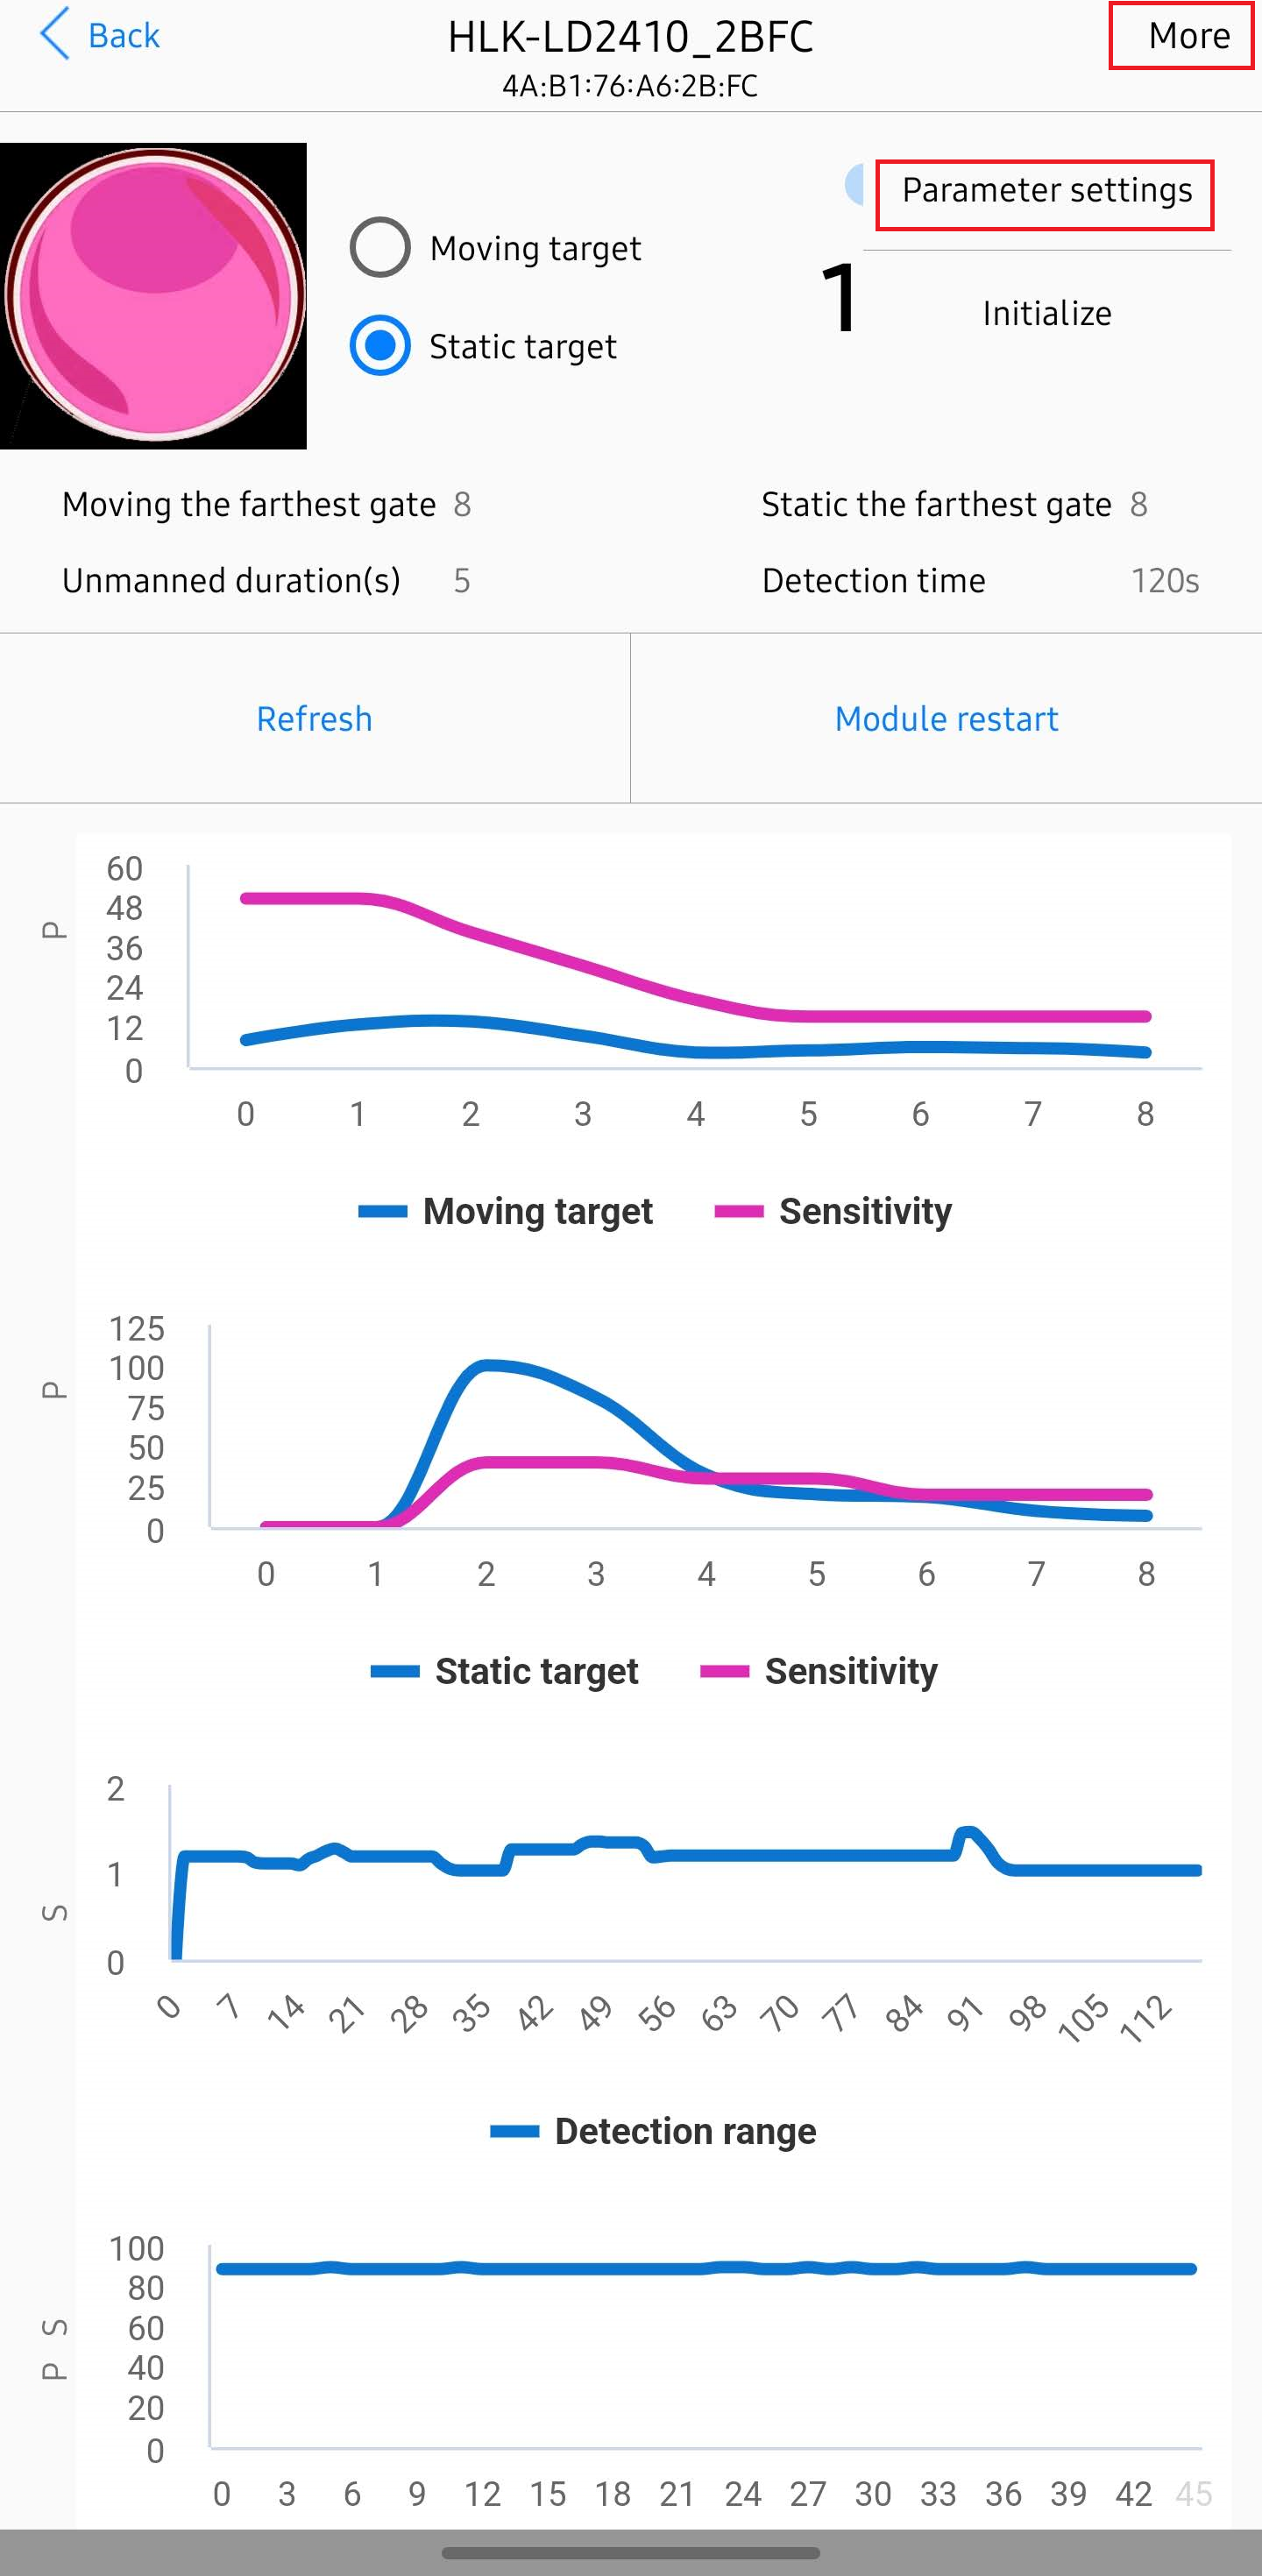 Back
HLK-LD2410_2BFC
More
4A:B1:76:A6:2B:FC
Parameter settings
Moving target
1
Initialize
Static target
Moving the farthest gate 8
Static the farthest gate 8
Unmanned duration(s) 5
Detection time 120s
Refresh
Module restart
P
60
48
36
24
12
0
0 1 2 3 4 5 6 7 8
Moving target Sensitivity
P
125
100
75
50
25
0
0 1 2 3 4 5 6 7 8
Static target Sensitivity
S
2
1
0
0 7 14 21 28 35 42 49 56 63 70 77 84 91 98 105 112
Detection range
P S
100
80
60
40
20
0
0 3 6 9 12 15 18 21 24 27 30 33 36 39 42 45